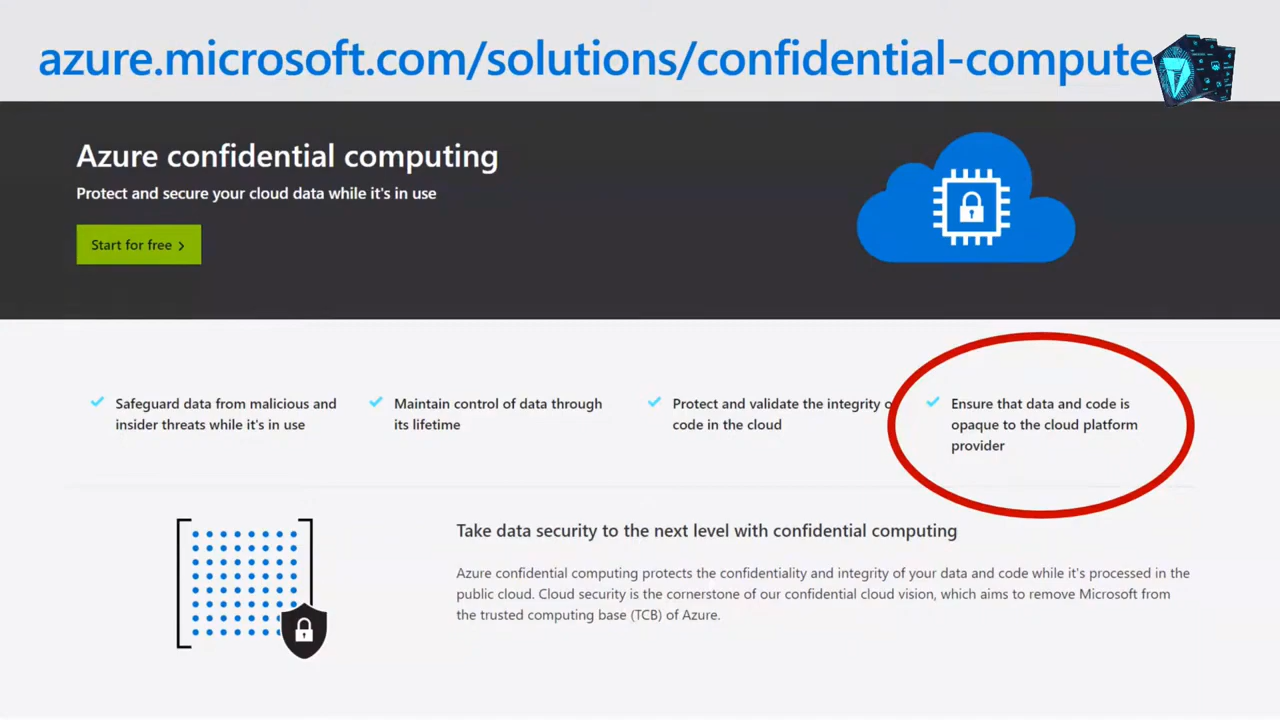 azure.microsoft.com/solutions/confidential-compute
Azure confidential computing
Protect and secure your cloud data while it's in use
Start for free
Safeguard data from malicious and
insider threats while it's in use
Maintain control of data through
its lifetime
Protect and validate the integrity
code in the cloud
Ensure that data and code is
opaque to the cloud platform
provider
Take data security to the next level with confidential computing
Azure confidential computing protects the confidentiality and integrity of your data and code while it's processed in the
public cloud. Cloud security is the cornerstone of our confidential cloud vision, which aims to remove Microsoft from
the trusted computing base (TCB) of Azure.